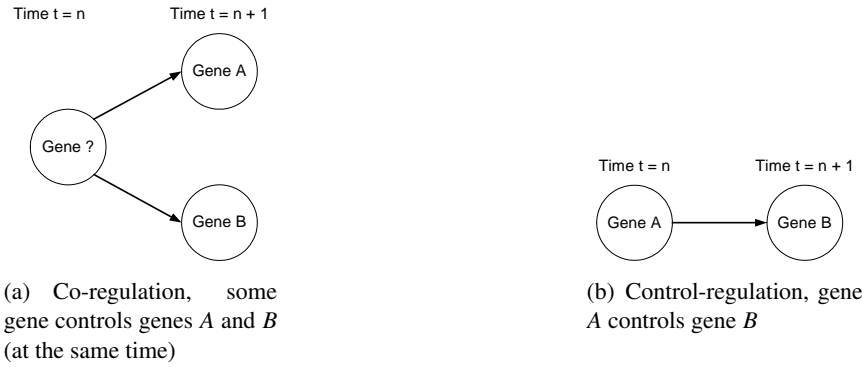 Time t = n
Time t = n + 1
Gene A
Gene ?
Gene B
(a) Co-regulation, some
gene controls genes A and B
(at the same time)
Time t = n
Time t = n + 1
Gene A
Gene B
(b) Control-regulation, gene
A controls gene B